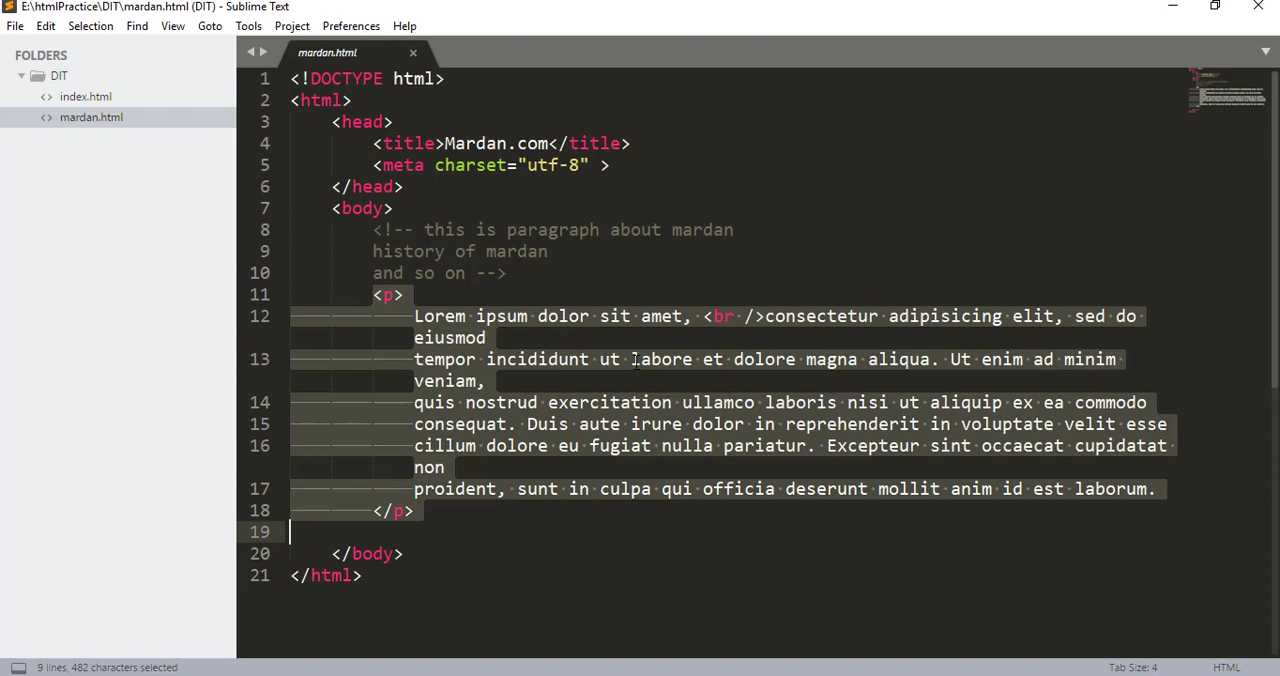 E:\htmlPractice\DIT\mardan.html (DIT) - Sublime Text
File Edit Selection Find View Goto Tools Project Preferences Help
FOLDERS
DIT
<> index.html
<> mardan.html
mardan.html ×
1 <!DOCTYPE html>
2 <html>
3 <head>
4 <title>Mardan.com</title>
5 <meta charset="utf-8" >
6 </head>
7 <body>
8 <!-- this is paragraph about mardan
9 history of mardan
10 and so on -->
11 <p>
12 Lorem ipsum dolor sit amet, <br />consectetur adipisicing elit, sed do
eiusmod
13 tempor incididunt ut labore et dolore magna aliqua. Ut enim ad minim
veniam,
14 quis nostrud exercitation ullamco laboris nisi ut aliquip ex ea commodo
15 consequat. Duis aute irure dolor in reprehenderit in voluptate velit esse
16 cillum dolore eu fugiat nulla pariatur. Excepteur sint occaecat cupidatat
non
17 proident, sunt in culpa qui officia deserunt mollit anim id est laborum.
18 </p>
19
20 </body>
21 </html>
9 lines, 482 characters selected
Tab Size: 4
HTML